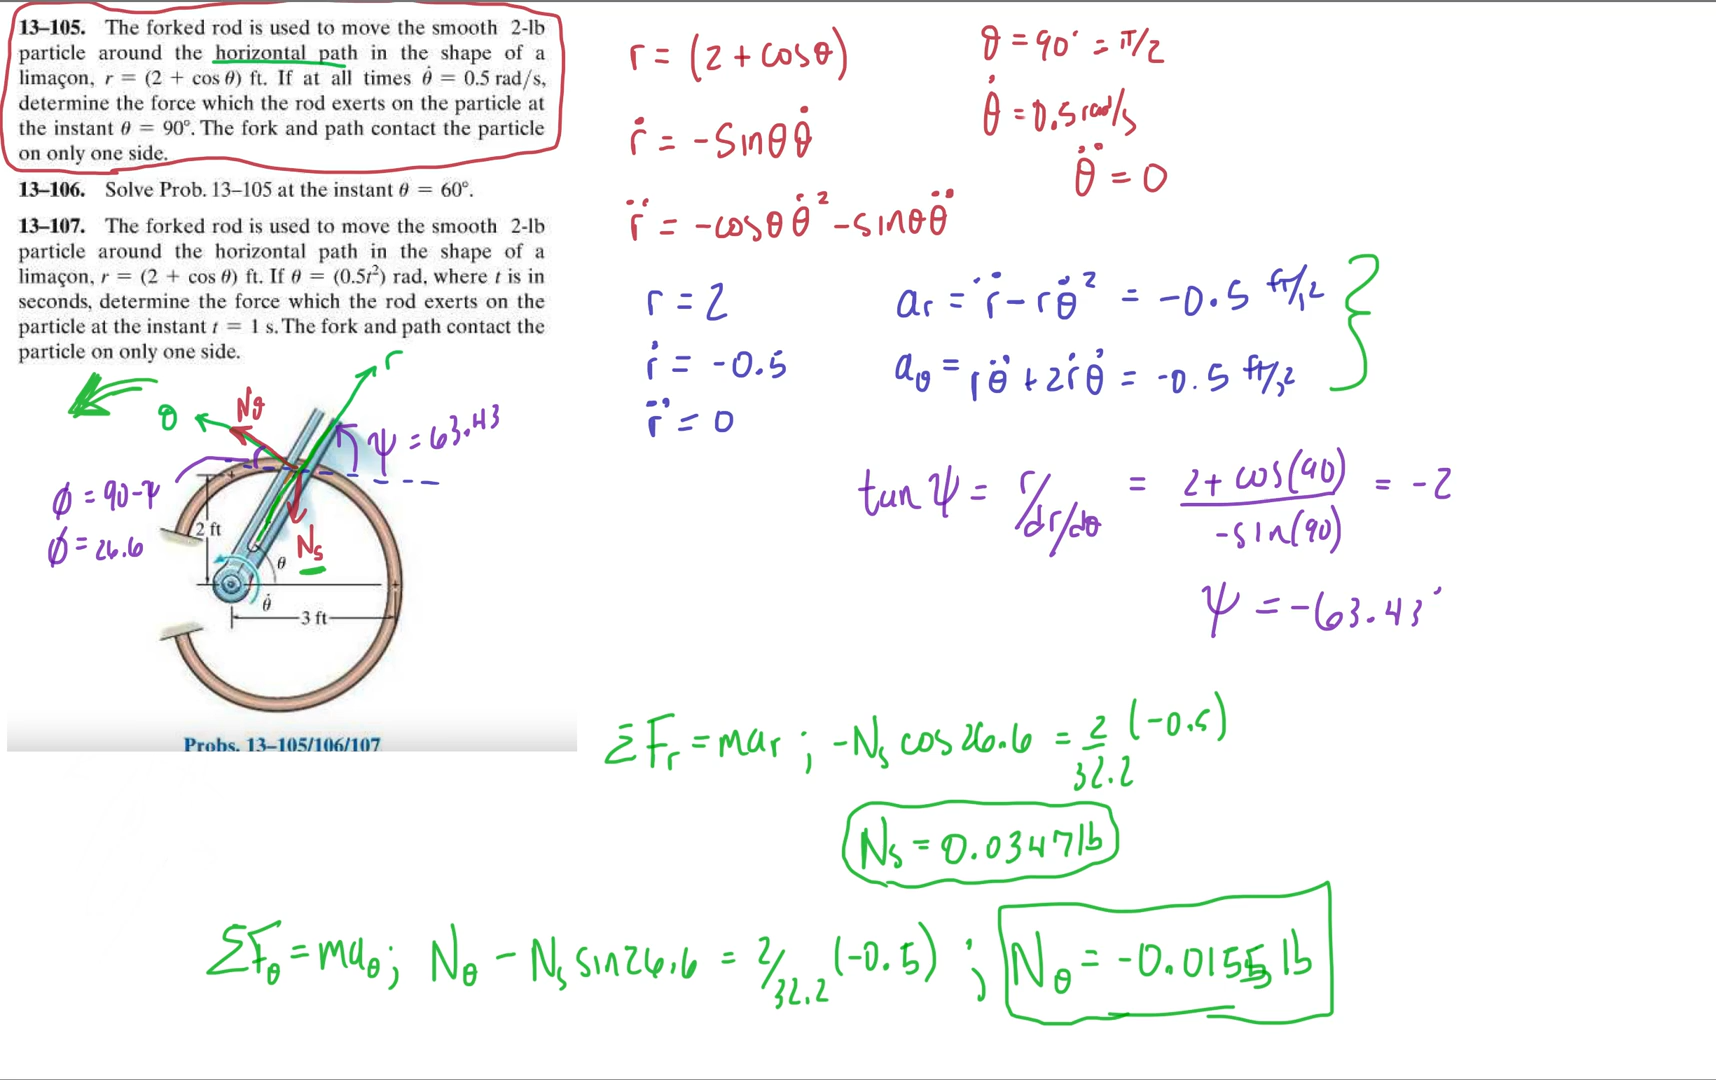 13–105. The forked rod is used to move the smooth 2-lb
particle around the horizontal path in the shape of a
limaçon, r = (2 + cos θ) ft. If at all times θ̇ = 0.5 rad/s,
determine the force which the rod exerts on the particle at
the instant θ = 90°. The fork and path contact the particle
on only one side.
13–106. Solve Prob. 13–105 at the instant θ = 60°.
13–107. The forked rod is used to move the smooth 2-lb
particle around the horizontal path in the shape of a
limaçon, r = (2 + cos θ) ft. If θ = (0.5t²) rad, where t is in
seconds, determine the force which the rod exerts on the
particle at the instant t = 1 s. The fork and path contact the
particle on only one side.
r
θ
Nθ
ψ = 63.43
φ = 90-ψ
φ = 26.6
2 ft
Ns
θ
θ̇
3 ft
Probs. 13–105/106/107
r = (2 + cosθ)
ṙ = -sinθ θ̇
r̈ = -cosθ θ̇² - sinθ θ̈
θ = 90° = π/2
θ̇ = 0.5 rad/s
θ̈ = 0
r = 2
ṙ = -0.5
r̈ = 0
ar = r̈ - rθ̇² = -0.5 ft/s²
aθ = rθ̈ + 2ṙθ̇ = -0.5 ft/s²
tan ψ = r/dr/dθ = 2 + cos(90)/-sin(90) = -2
ψ = -63.43°
ΣFr = mar ; -Ns cos 26.6 = 2/32.2 (-0.5)
Ns = 0.0347 lb
ΣFθ = maθ; Nθ - Ns sin 26.6 = 2/32.2 (-0.5) ; Nθ = -0.0155 lb